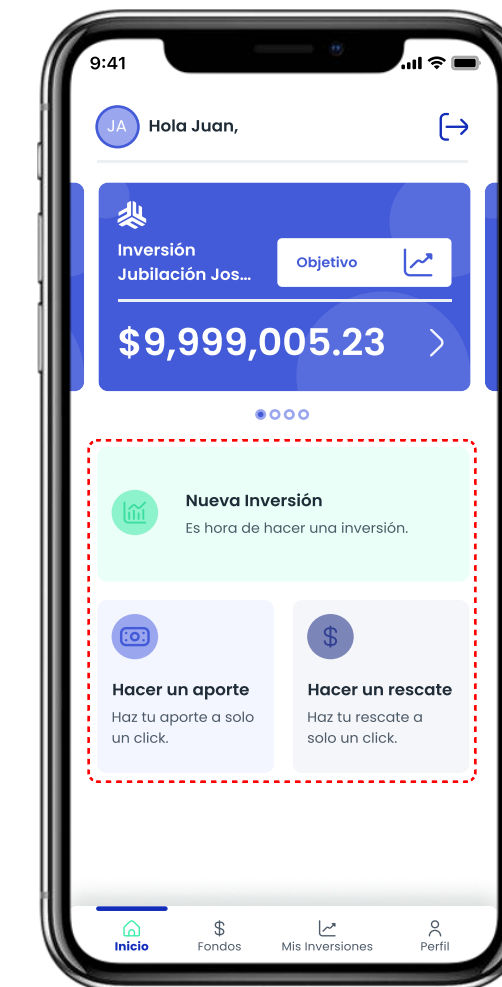 9:41
JA
Hola Juan,
Inversión
Jubilación Jos...
Objetivo
$9,999,005.23
Nueva Inversión
Es hora de hacer una inversión.
$
Hacer un aporte
Haz tu aporte a solo
un click.
Hacer un rescate
Haz tu rescate a
solo un click.
$
Inicio
Fondos
Mis Inversiones
Perfil